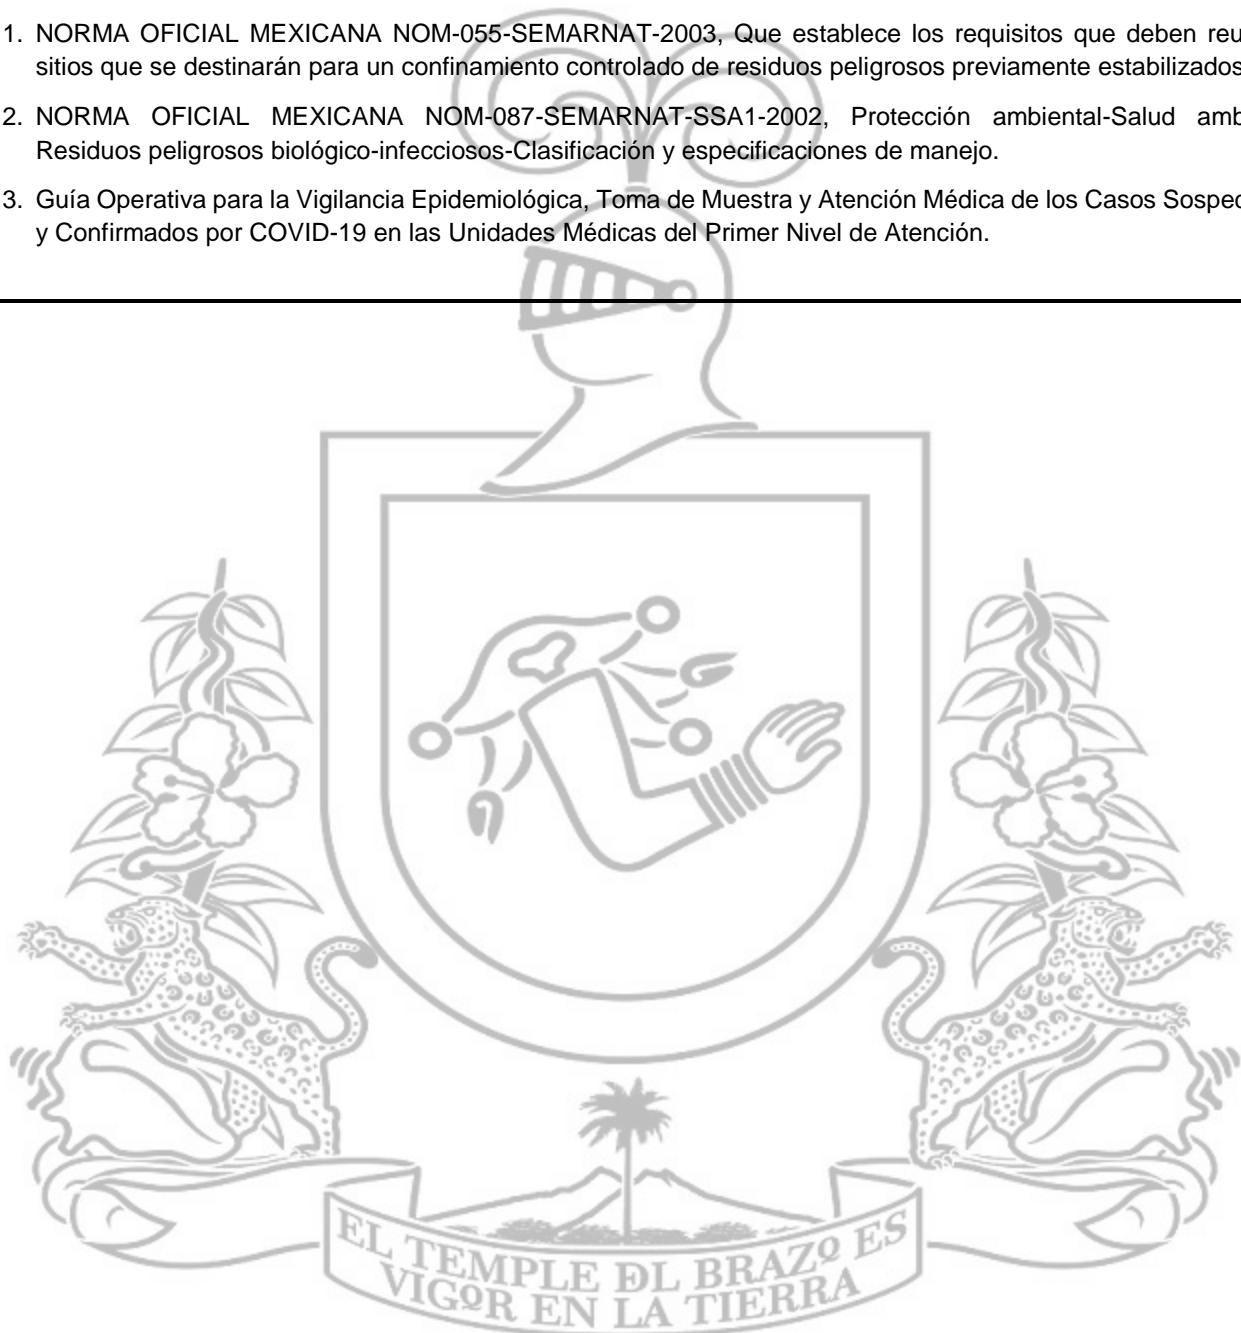 1. NORMA OFICIAL MEXICANA NOM-055-SEMARNAT-2003, Que establece los requisitos que deben reu
sitios que se destinarán para un confinamiento controlado de residuos peligrosos previamente estabilizados
2. NORMA OFICIAL MEXICANA NOM-087-SEMARNAT-SSA1-2002, Protección ambiental-Salud amb
Residuos peligrosos biológico-infecciosos-Clasificación y especificaciones de manejo.
3. Guía Operativa para la Vigilancia Epidemiológica, Toma de Muestra y Atención Médica de los Casos Sospec
y Confirmados por COVID-19 en las Unidades Médicas del Primer Nivel de Atención.
EL TEMPLE DL BRAZO ES
VIGOR EN LA TIERRA